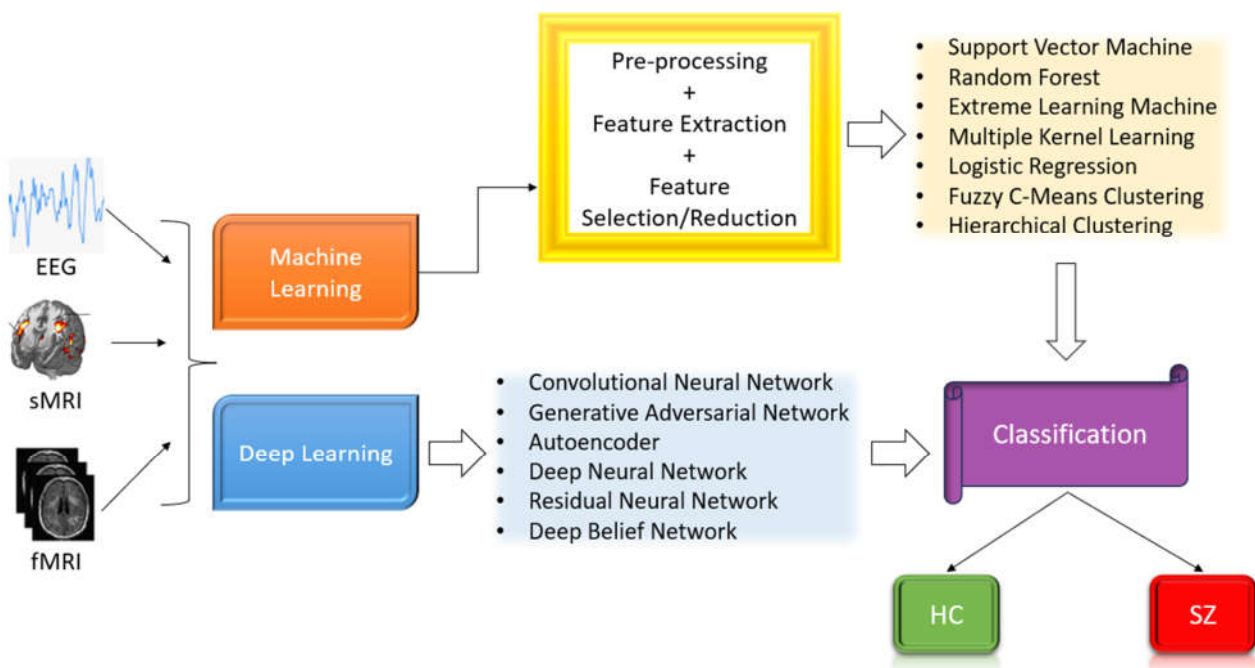 EEG
sMRI
fMRI
Machine
Learning
Deep Learning
Pre-processing
+
Feature Extraction
+
Feature
Selection/Reduction
• Support Vector Machine
• Random Forest
• Extreme Learning Machine
• Multiple Kernel Learning
• Logistic Regression
• Fuzzy C-Means Clustering
• Hierarchical Clustering
• Convolutional Neural Network
• Generative Adversarial Network
• Autoencoder
• Deep Neural Network
• Residual Neural Network
• Deep Belief Network
Classification
HC
SZ